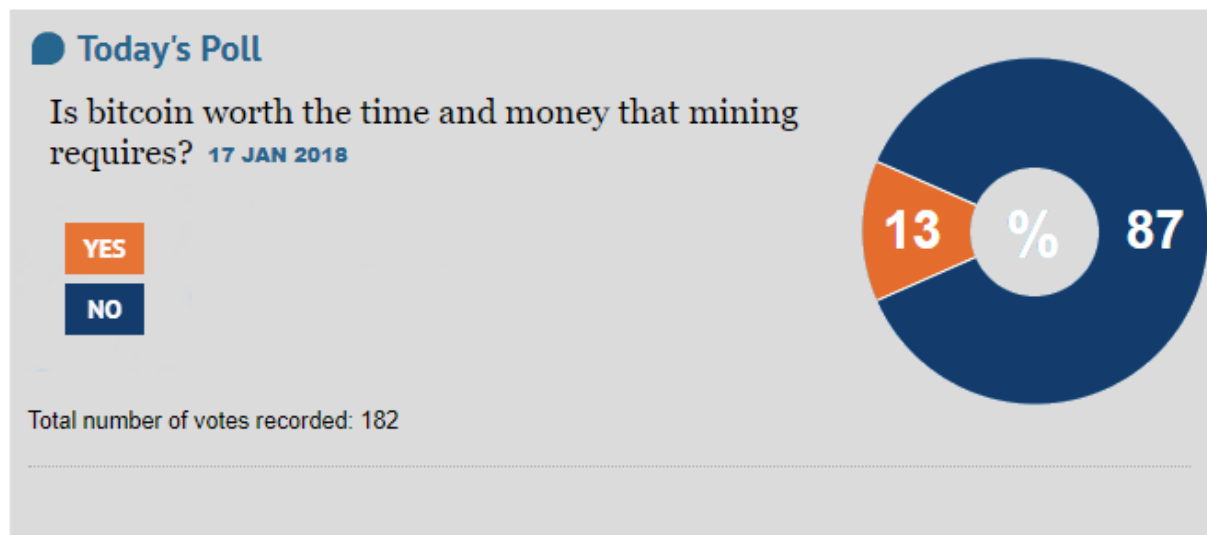 Today's Poll
Is bitcoin worth the time and money that mining
requires? 17 JAN 2018
YES
NO
13 % 87
Total number of votes recorded: 182